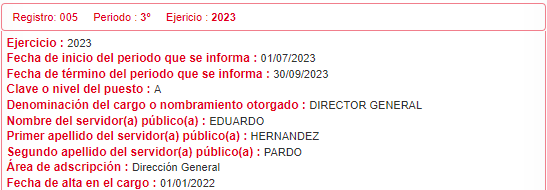 Registro: 005 Periodo : 3° Ejericio : 2023
Ejercicio : 2023
Fecha de inicio del periodo que se informa : 01/07/2023
Fecha de término del periodo que se informa : 30/09/2023
Clave o nivel del puesto : A
Denominación del cargo o nombramiento otorgado : DIRECTOR GENERAL
Nombre del servidor(a) público(a) : EDUARDO
Primer apellido del servidor(a) público(a) : HERNANDEZ
Segundo apellido del servidor(a) público(a) : PARDO
Área de adscripción : Dirección General
Fecha de alta en el cargo : 01/01/2022